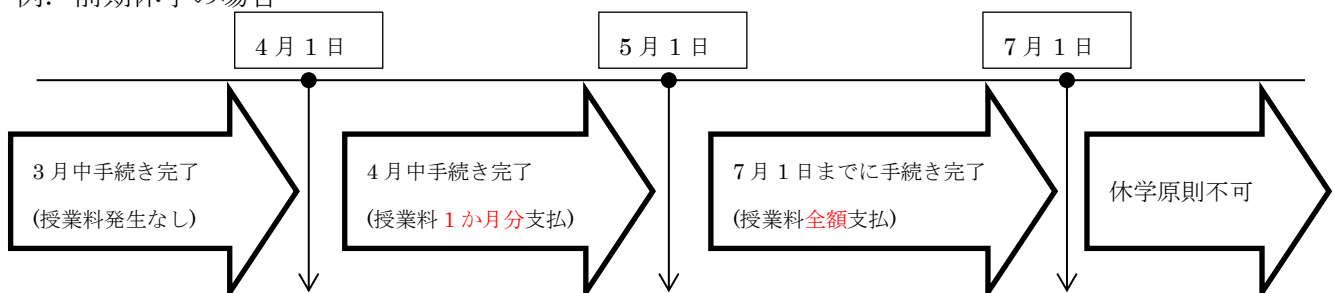 4月1日
5月1日
7月1日
3月中手続き完了
(授業料発生なし)
4月中手続き完了
(授業料1か月分支払)
7月1日までに手続き完了
(授業料全額支払)
休学原則不可